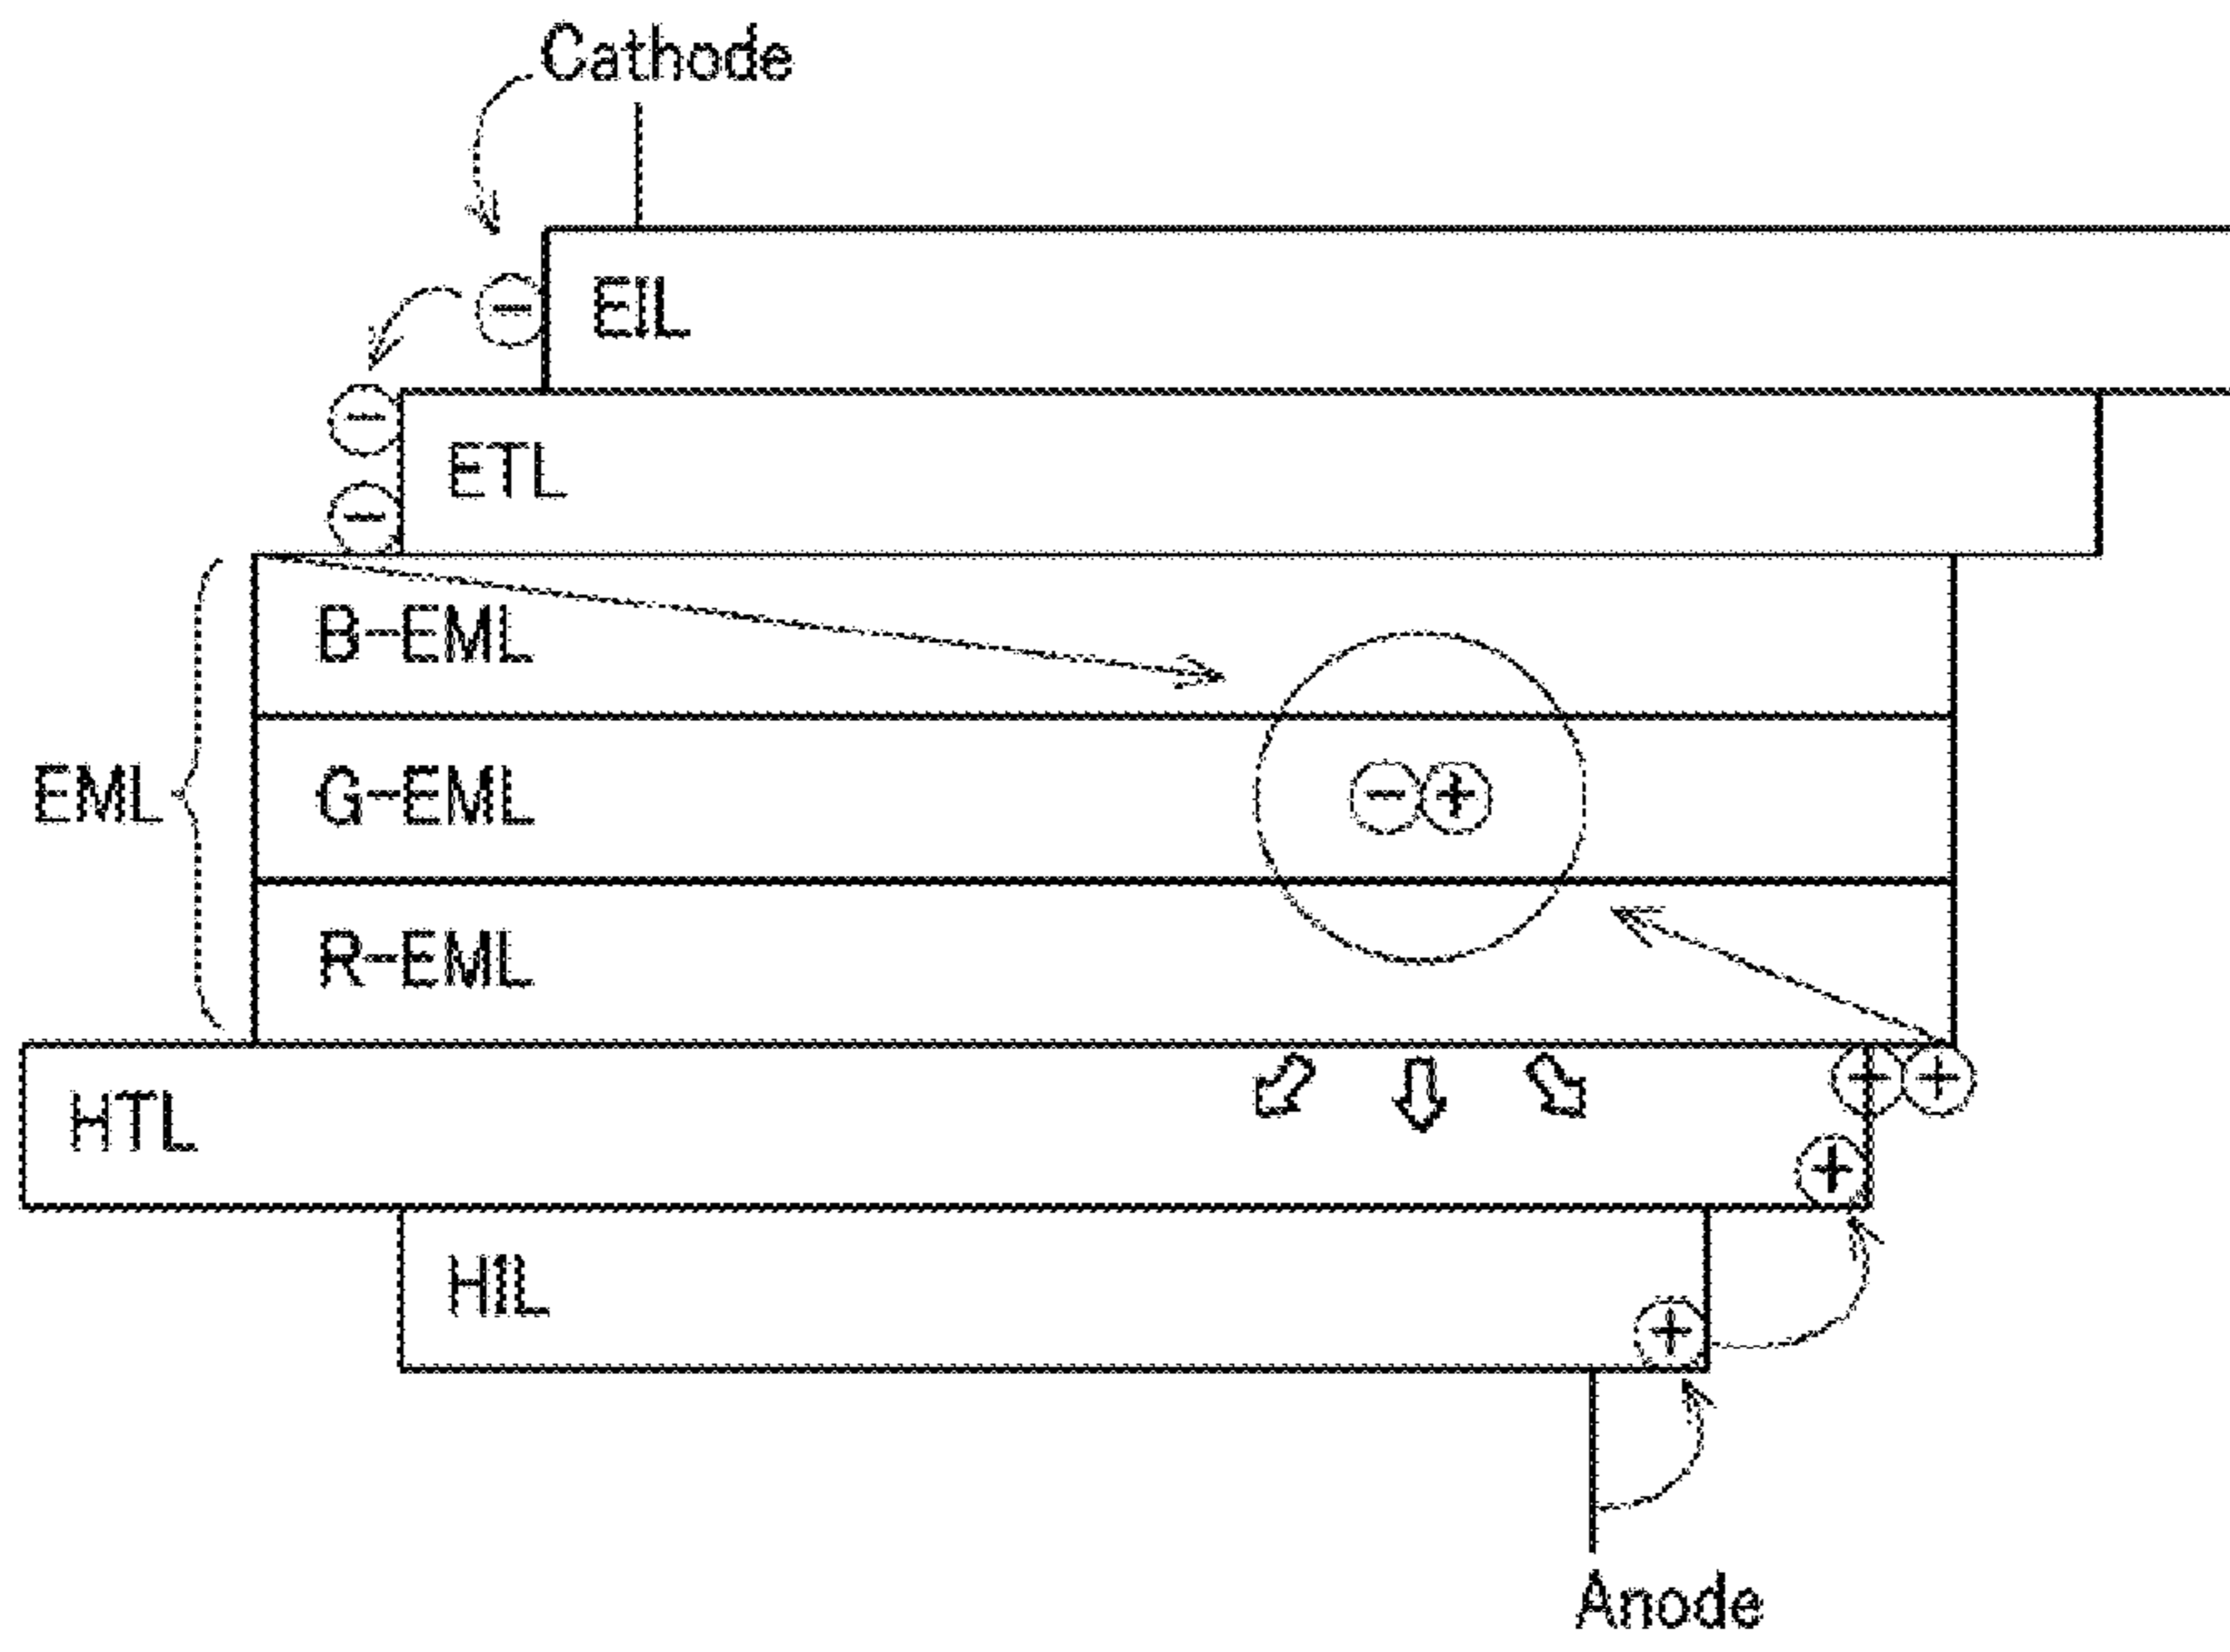 Cathode
EIL
ETL
B-EML
EML
G-EML
R-EML
HTL
HIL
Anode